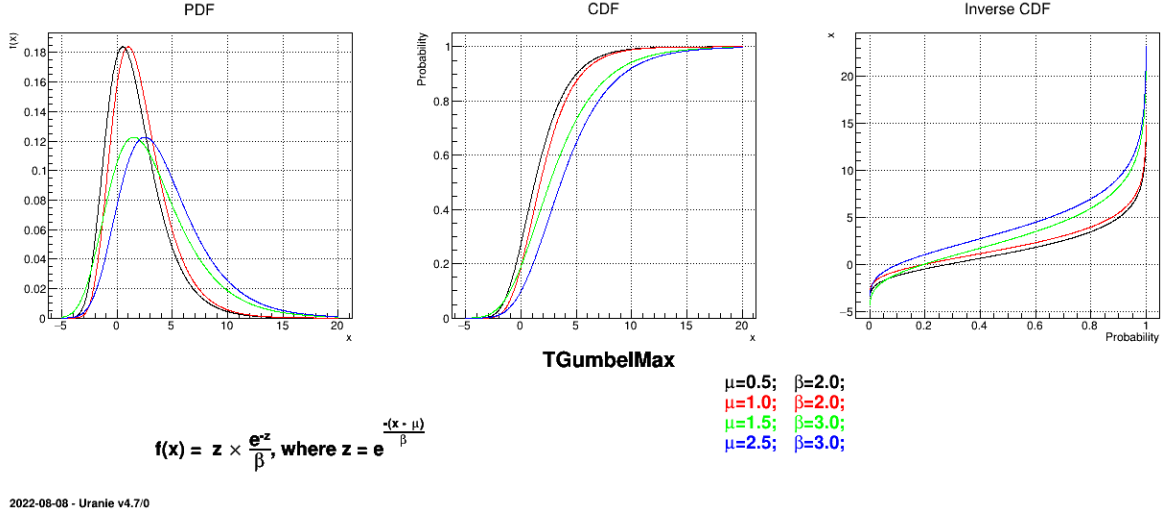 PDF CDF Inverse CDF
f(x)
0.18
0.16
0.14
0.12
0.1
0.08
0.06
0.04
0.02
0
−5 0 5 10 15 20
x
Probability
1
0.8
0.6
0.4
0.2
0
−5 0 5 10 15 20
x
x
20
15
10
5
0
−5
0 0.2 0.4 0.6 0.8 1
Probability
TGumbelMax
μ=0.5; β=2.0;
μ=1.0; β=2.0;
μ=1.5; β=3.0;
μ=2.5; β=3.0;
f(x) = z × e^-z/β, where z = e^-(x - μ)/β
2022-08-08 - Uranie v4.7/0